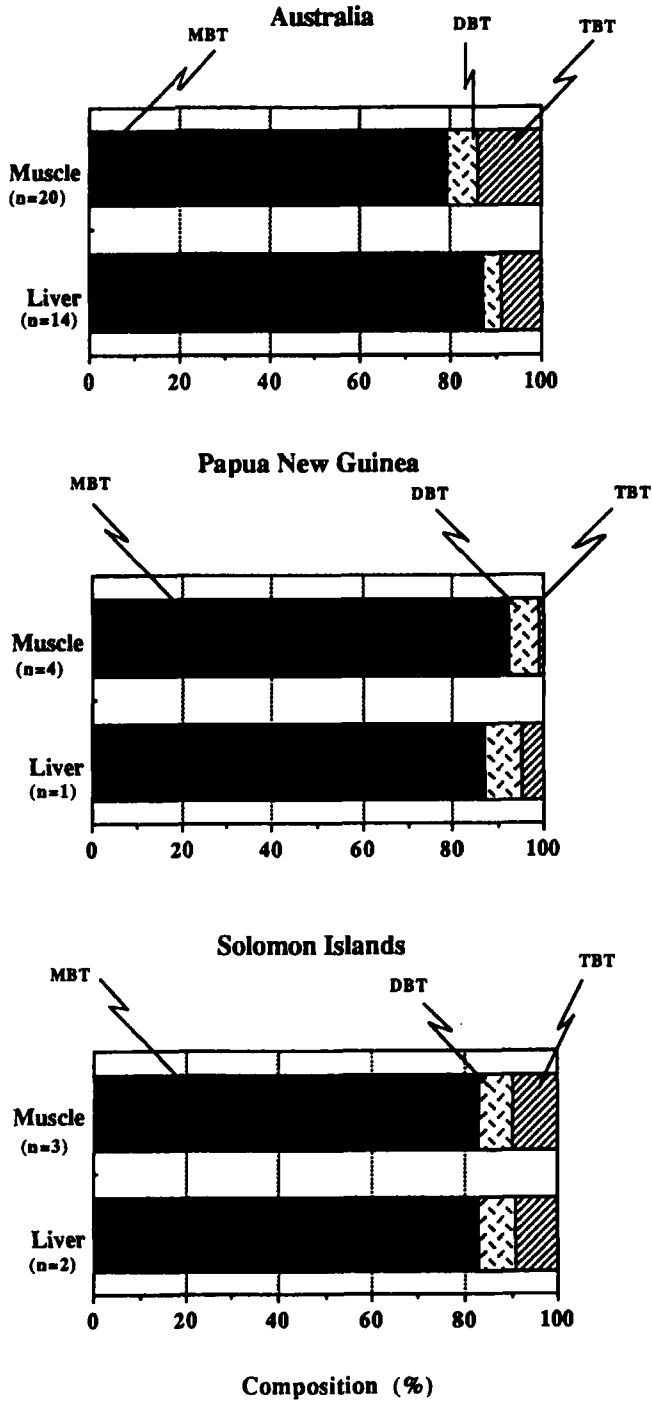 Australia
MBT DBT TBT
Muscle
(n=20)
Liver
(n=14)
0 20 40 60 80 100
Papua New Guinea
MBT DBT TBT
Muscle
(n=4)
Liver
(n=1)
0 20 40 60 80 100
Solomon Islands
MBT DBT TBT
Muscle
(n=3)
Liver
(n=2)
0 20 40 60 80 100
Composition (%)